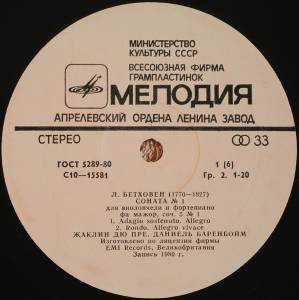 МИНИСТЕРСТВО
КУЛЬТУРЫ СССР
ВСЕСОЮЗНАЯ ФИРМА
ГРАМПЛАСТИНОК
МЕЛОДИЯ
АПРЕЛЕВСКИЙ ОРДЕНА ЛЕНИНА ЗАВОД
СТЕРЕО 33
ГОСТ 5289-80 1 [6]
С10—15581 Гр. 2. 1-20
Л. БЕТХОВЕН (1770—1827)
СОНАТА № 1
для виолончели и фортепиано
фа мажор, соч. 5 № 1
1. Adagio sostenuto. Allegro
2. Rondo. Allegro vivace
ЖАКЛИН ДЮ ПРЕ, ДАНИЕЛЬ БАРЕНБОЙМ
Изготовлено по лицензии фирмы
EMI Records, Великобритания
Запись 1980 г.